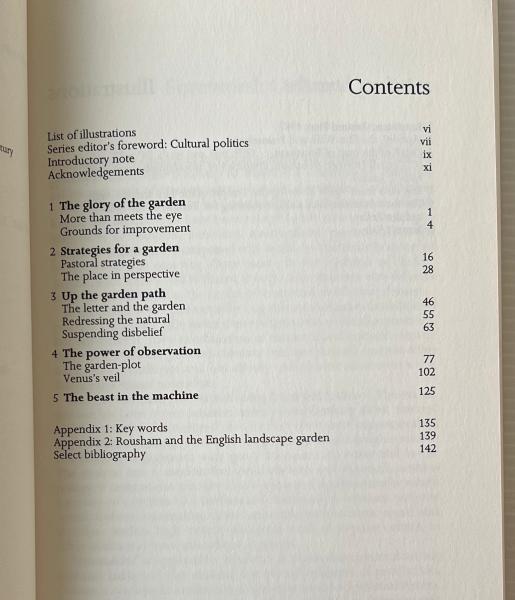 Contents
List of illustrations vi
Series editor's foreword: Cultural politics vii
Introductory note ix
Acknowledgements xi
1 The glory of the garden
More than meets the eye 1
Grounds for improvement 4
2 Strategies for a garden
Pastoral strategies 16
The place in perspective 28
3 Up the garden path
The letter and the garden 46
Redressing the natural 55
Suspending disbelief 63
4 The power of observation
The garden-plot 77
Venus's veil 102
5 The beast in the machine 125
Appendix 1: Key words 135
Appendix 2: Rousham and the English landscape garden 139
Select bibliography 142